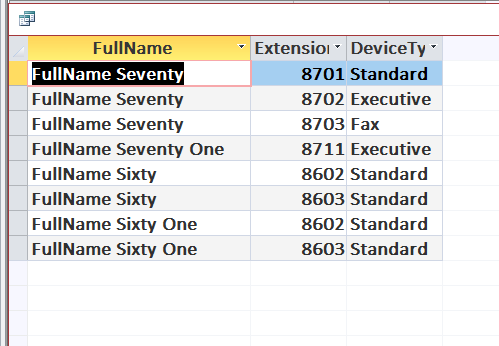 FullName Extension DeviceTy
FullName Seventy 8701 Standard
FullName Seventy 8702 Executive
FullName Seventy 8703 Fax
FullName Seventy One 8711 Executive
FullName Sixty 8602 Standard
FullName Sixty 8603 Standard
FullName Sixty One 8602 Standard
FullName Sixty One 8603 Standard